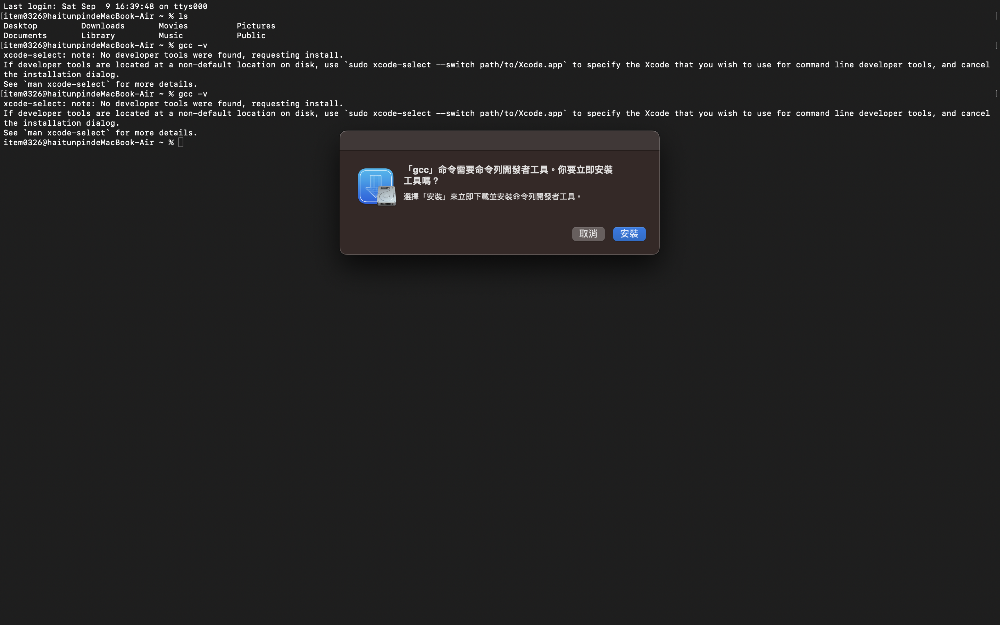 Last login: Sat Sep  9 16:39:48 on ttys000
[item0326@haitunpindeMacBook-Air ~ % ls ]
Desktop         Downloads       Movies          Pictures
Documents       Library         Music           Public
[item0326@haitunpindeMacBook-Air ~ % gcc -v ]
xcode-select: note: No developer tools were found, requesting install.
If developer tools are located at a non-default location on disk, use `sudo xcode-select --switch path/to/Xcode.app` to specify the Xcode that you wish to use for command line developer tools, and cancel
the installation dialog.
See `man xcode-select` for more details.
[item0326@haitunpindeMacBook-Air ~ % gcc -v ]
xcode-select: note: No developer tools were found, requesting install.
If developer tools are located at a non-default location on disk, use `sudo xcode-select --switch path/to/Xcode.app` to specify the Xcode that you wish to use for command line developer tools, and cancel
the installation dialog.
See `man xcode-select` for more details.
item0326@haitunpindeMacBook-Air ~ %
「gcc」命令需要命令列開發者工具。你要立即安裝
工具嗎？
選擇「安裝」來立即下載並安裝命令列開發者工具。
取消 安裝